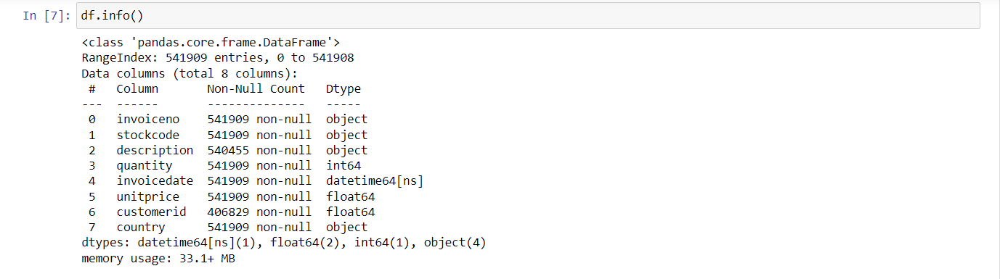 In [7]: df.info()
<class 'pandas.core.frame.DataFrame'>
RangeIndex: 541909 entries, 0 to 541908
Data columns (total 8 columns):
 #   Column       Non-Null Count   Dtype
---  ------       --------------   -----
 0   invoiceno    541909 non-null  object
 1   stockcode    541909 non-null  object
 2   description  540455 non-null  object
 3   quantity     541909 non-null  int64
 4   invoicedate  541909 non-null  datetime64[ns]
 5   unitprice    541909 non-null  float64
 6   customerid   406829 non-null  float64
 7   country      541909 non-null  object
dtypes: datetime64[ns](1), float64(2), int64(1), object(4)
memory usage: 33.1+ MB